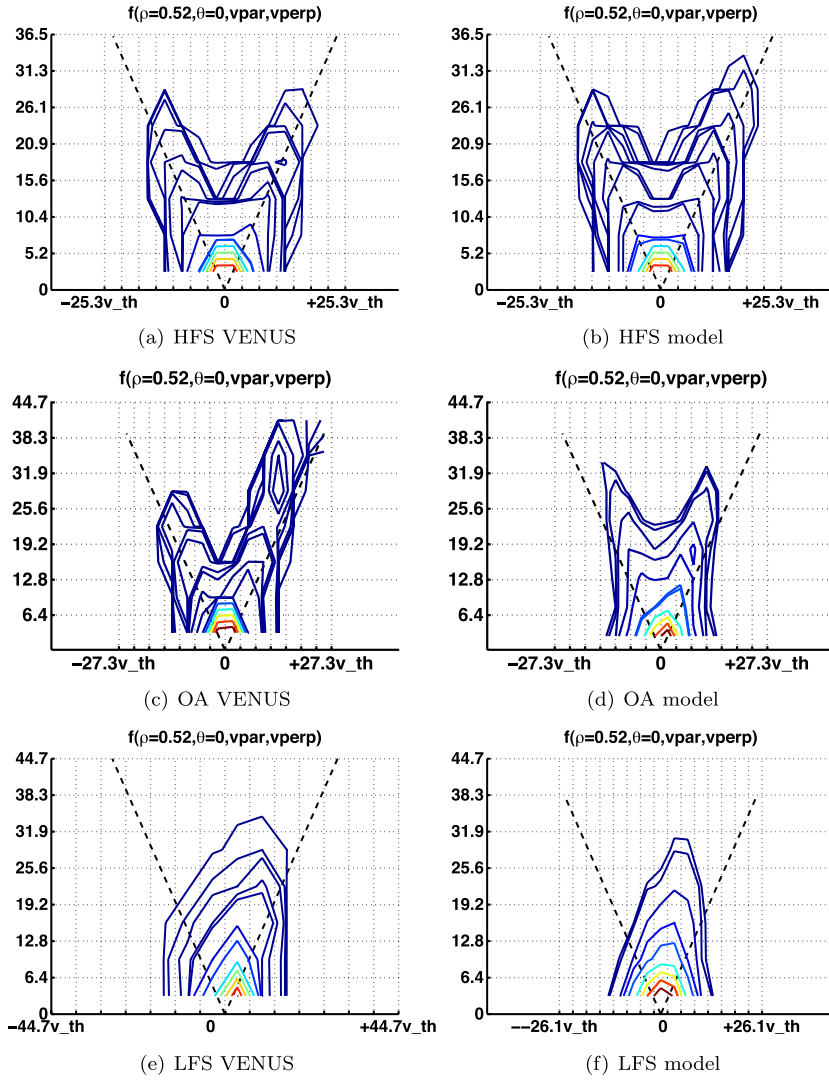 f(ρ=0.52,θ=0,vpar,vperp)
36.5
31.3
26.1
20.9
15.6
10.4
5.2
0
−25.3v_th 0 +25.3v_th
(a) HFS VENUS
f(ρ=0.52,θ=0,vpar,vperp)
36.5
31.3
26.1
20.9
15.6
10.4
5.2
0
−25.3v_th 0 +25.3v_th
(b) HFS model
f(ρ=0.52,θ=0,vpar,vperp)
44.7
38.3
31.9
25.6
19.2
12.8
6.4
−27.3v_th 0 +27.3v_th
(c) OA VENUS
f(ρ=0.52,θ=0,vpar,vperp)
44.7
38.3
31.9
25.6
19.2
12.8
6.4
−27.3v_th 0 +27.3v_th
(d) OA model
f(ρ=0.52,θ=0,vpar,vperp)
44.7
38.3
31.9
25.6
19.2
12.8
6.4
0
−44.7v_th 0 +44.7v_th
(e) LFS VENUS
f(ρ=0.52,θ=0,vpar,vperp)
44.7
38.3
31.9
25.6
19.2
12.8
6.4
0
−−26.1v_th 0 +26.1v_th
(f) LFS model